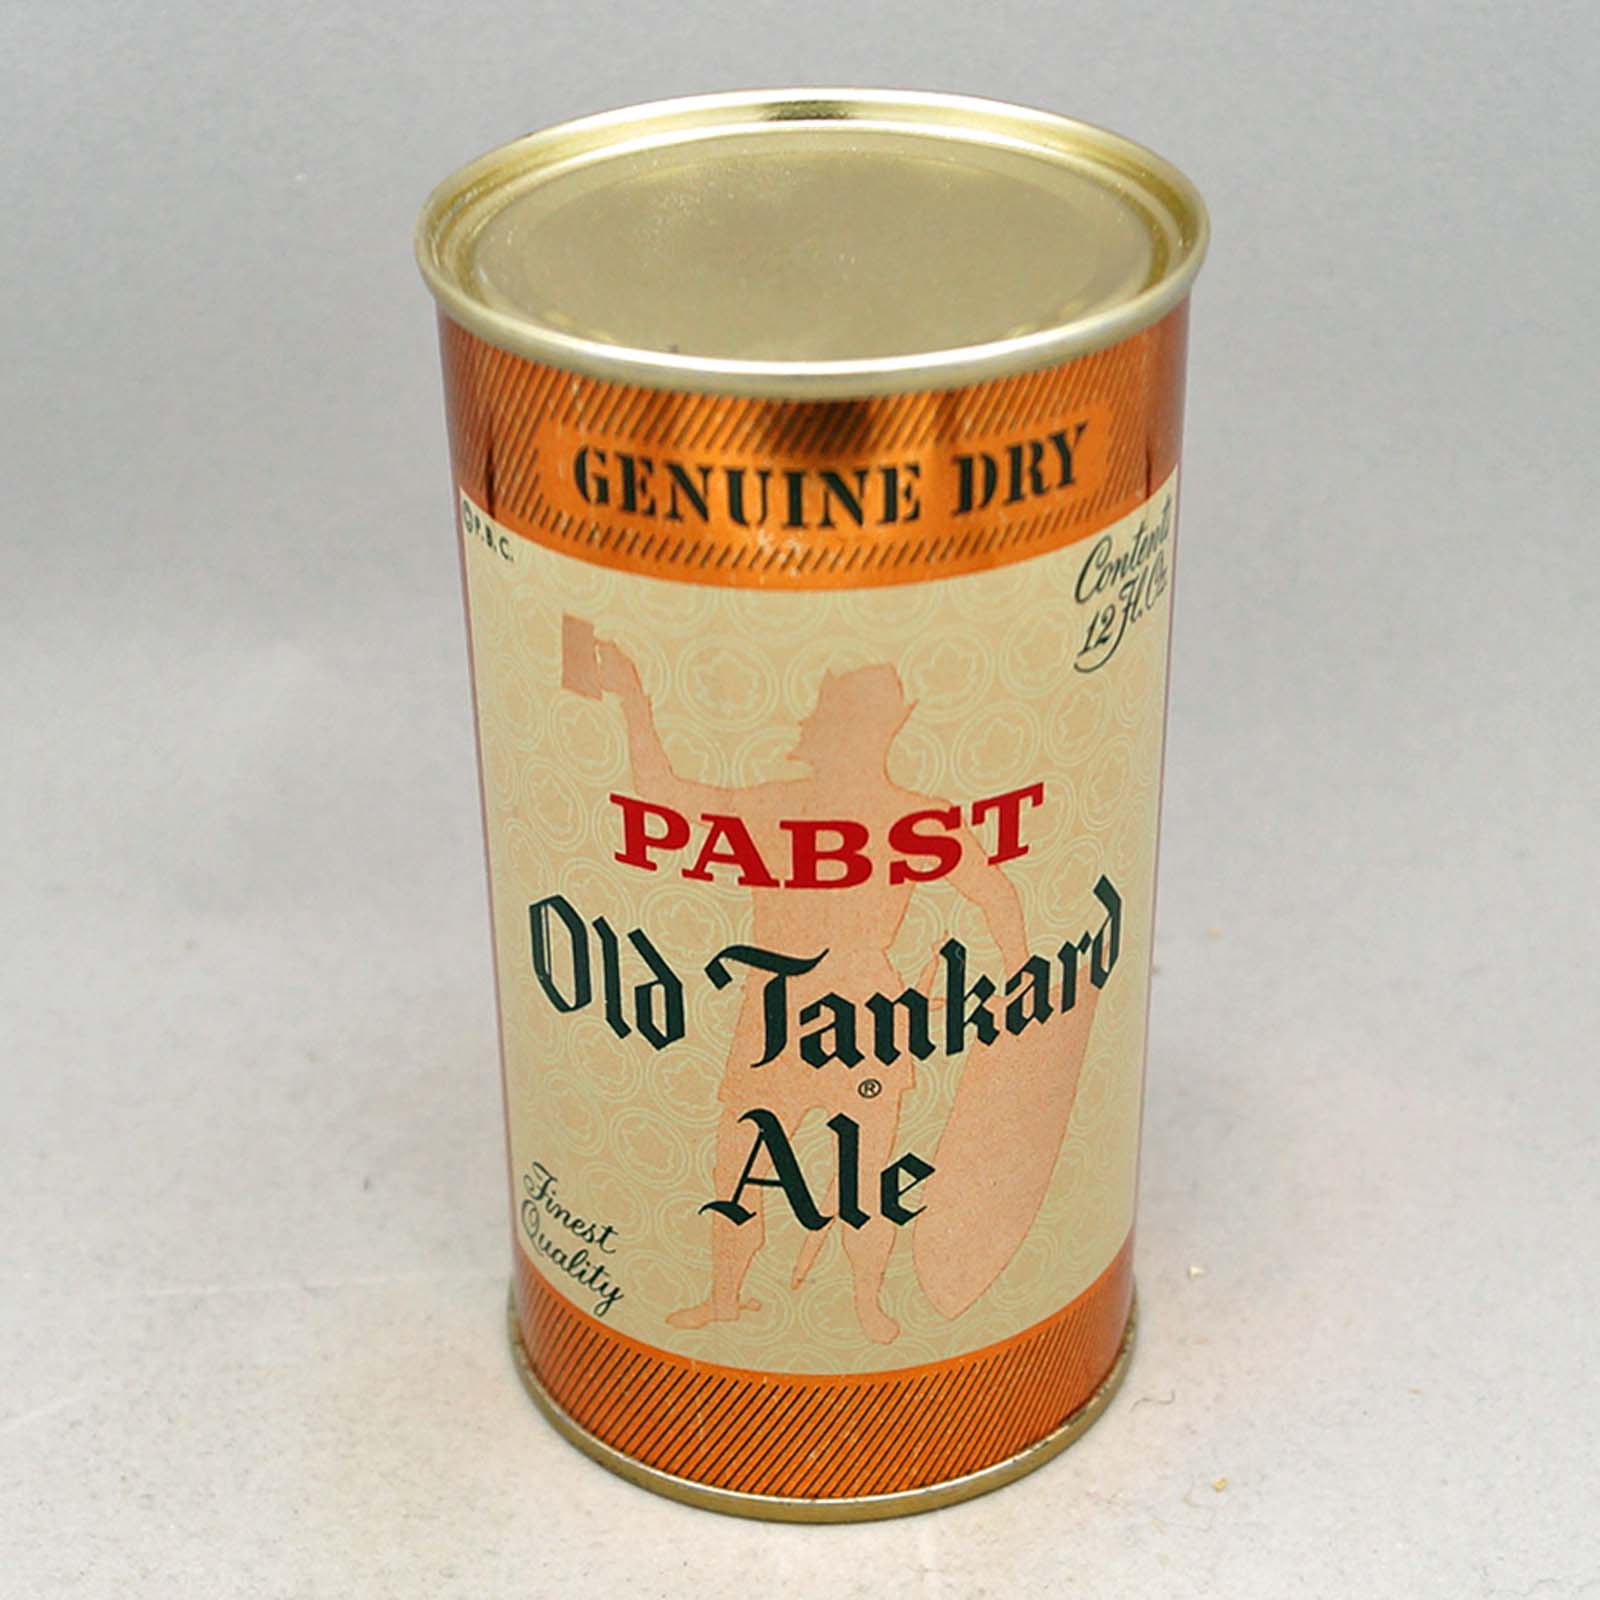 GENUINE DRY
© P.B.C.
Contents
12 Fl. Oz.
PABST
Old Tankard
®
Ale
Finest
Quality